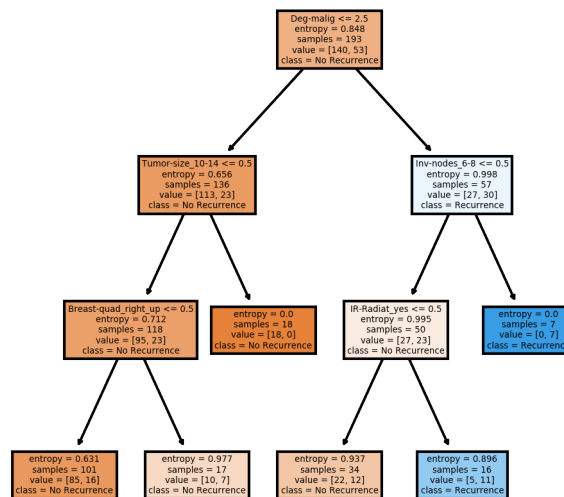 Deg-malig <= 2.5
entropy = 0.848
samples = 193
value = [140, 53]
class = No Recurrence
Tumor-size_10-14 <= 0.5
entropy = 0.656
samples = 136
value = [113, 23]
class = No Recurrence
Inv-nodes_6-8 <= 0.5
entropy = 0.998
samples = 57
value = [27, 30]
class = Recurrence
Breast-quad_right_up <= 0.5
entropy = 0.712
samples = 118
value = [95, 23]
class = No Recurrence
entropy = 0.0
samples = 18
value = [18, 0]
class = No Recurrence
IR-Radiat_yes <= 0.5
entropy = 0.995
samples = 50
value = [27, 23]
class = No Recurrence
entropy = 0.0
samples = 7
value = [0, 7]
class = Recurrence
entropy = 0.631
samples = 101
value = [85, 16]
class = No Recurrence
entropy = 0.977
samples = 17
value = [10, 7]
class = No Recurrence
entropy = 0.937
samples = 34
value = [22, 12]
class = No Recurrence
entropy = 0.896
samples = 16
value = [5, 11]
class = Recurrence